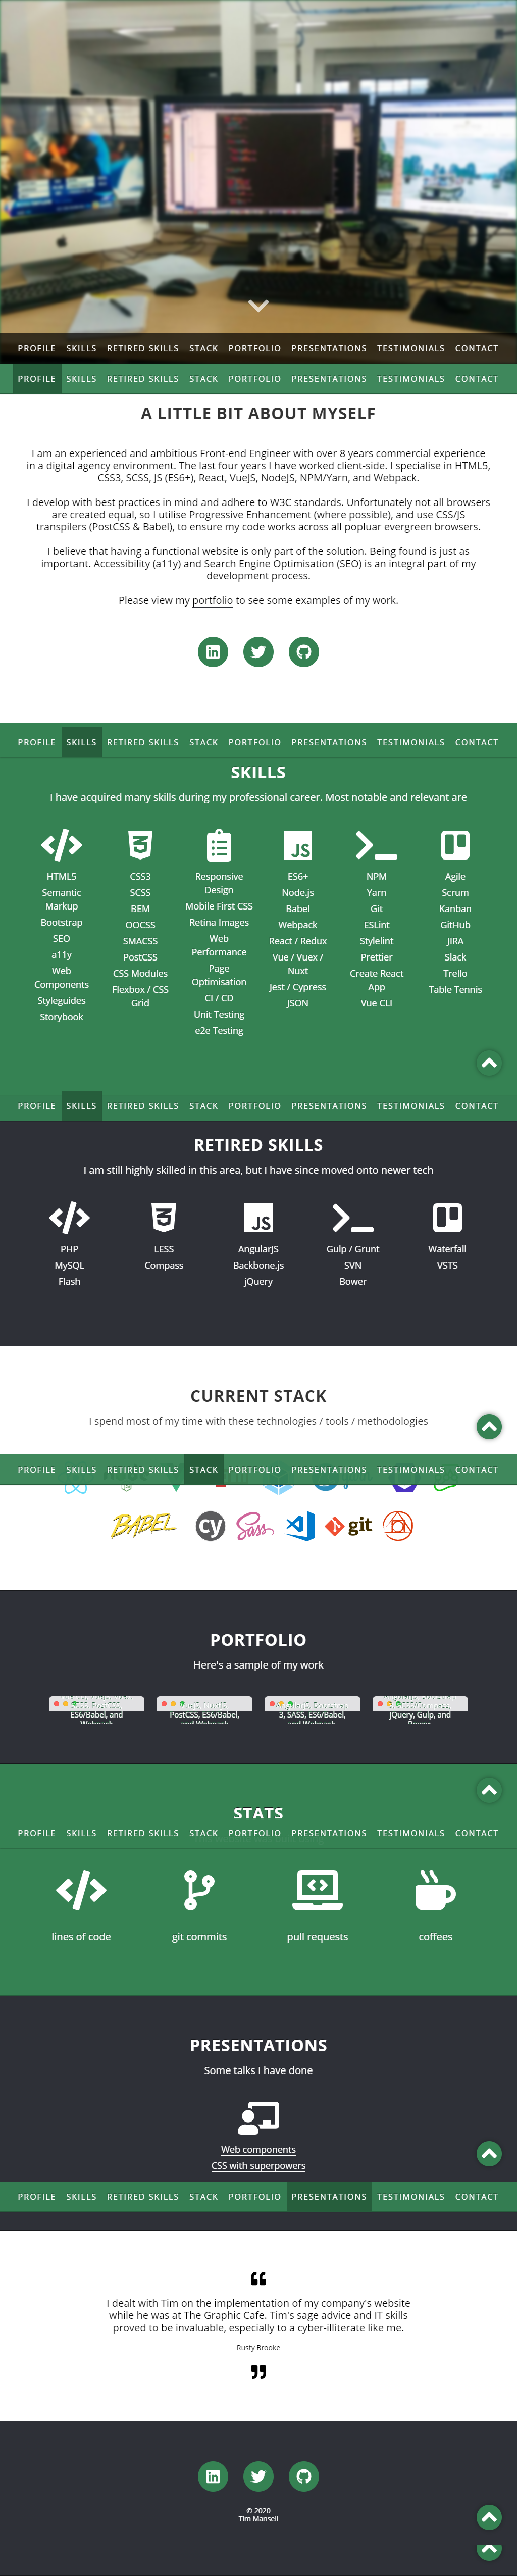 PROFILE SKILLS RETIRED SKILLS STACK PORTFOLIO PRESENTATIONS TESTIMONIALS CONTACT
PROFILE SKILLS RETIRED SKILLS STACK PORTFOLIO PRESENTATIONS TESTIMONIALS CONTACT
A LITTLE BIT ABOUT MYSELF
I am an experienced and ambitious Front-end Engineer with over 8 years commercial experience
in a digital agency environment. The last four years I have worked client-side. I specialise in HTML5,
CSS3, SCSS, JS (ES6+), React, VueJS, NodeJS, NPM/Yarn, and Webpack.
I develop with best practices in mind and adhere to W3C standards. Unfortunately not all browsers
are created equal, so I utilise Progressive Enhancement (where possible), and use CSS/JS
transpilers (PostCSS & Babel), to ensure my code works across all popluar evergreen browsers.
I believe that having a functional website is only part of the solution. Being found is just as
important. Accessibility (a11y) and Search Engine Optimisation (SEO) is an integral part of my
development process.
Please view my portfolio to see some examples of my work.
in
PROFILE SKILLS RETIRED SKILLS STACK PORTFOLIO PRESENTATIONS TESTIMONIALS CONTACT
SKILLS
I have acquired many skills during my professional career. Most notable and relevant are
HTML5
Semantic
Markup
Bootstrap
SEO
a11y
Web
Components
Styleguides
Storybook
3
CSS3
SCSS
BEM
OOCSS
SMACSS
PostCSS
CSS Modules
Flexbox / CSS
Grid
Responsive
Design
Mobile First CSS
Retina Images
Web
Performance
Page
Optimisation
CI / CD
Unit Testing
e2e Testing
JS
ES6+
Node.js
Babel
Webpack
React / Redux
Vue / Vuex /
Nuxt
Jest / Cypress
JSON
NPM
Yarn
Git
ESLint
Stylelint
Prettier
Create React
App
Vue CLI
Agile
Scrum
Kanban
GitHub
JIRA
Slack
Trello
Table Tennis
PROFILE SKILLS RETIRED SKILLS STACK PORTFOLIO PRESENTATIONS TESTIMONIALS CONTACT
RETIRED SKILLS
I am still highly skilled in this area, but I have since moved onto newer tech
PHP
MySQL
Flash
3
LESS
Compass
JS
AngularJS
Backbone.js
jQuery
Gulp / Grunt
SVN
Bower
Waterfall
VSTS
CURRENT STACK
I spend most of my time with these technologies / tools / methodologies
PROFILE SKILLS RETIRED SKILLS STACK PORTFOLIO PRESENTATIONS TESTIMONIALS CONTACT
BABEL cy Sass git
PORTFOLIO
Here's a sample of my work
ES6/Babel, and
PostCSS, ES6/Babel,
and Webpack
3, SASS, ES6/Babel,
and Webpack
jQuery, Gulp, and
STATS
PROFILE SKILLS RETIRED SKILLS STACK PORTFOLIO PRESENTATIONS TESTIMONIALS CONTACT
lines of code
git commits
pull requests
coffees
PRESENTATIONS
Some talks I have done
Web components
CSS with superpowers
PROFILE SKILLS RETIRED SKILLS STACK PORTFOLIO PRESENTATIONS TESTIMONIALS CONTACT
I dealt with Tim on the implementation of my company's website
while he was at The Graphic Cafe. Tim's sage advice and IT skills
proved to be invaluable, especially to a cyber-illiterate like me.
Rusty Brooke
in
© 2020
Tim Mansell